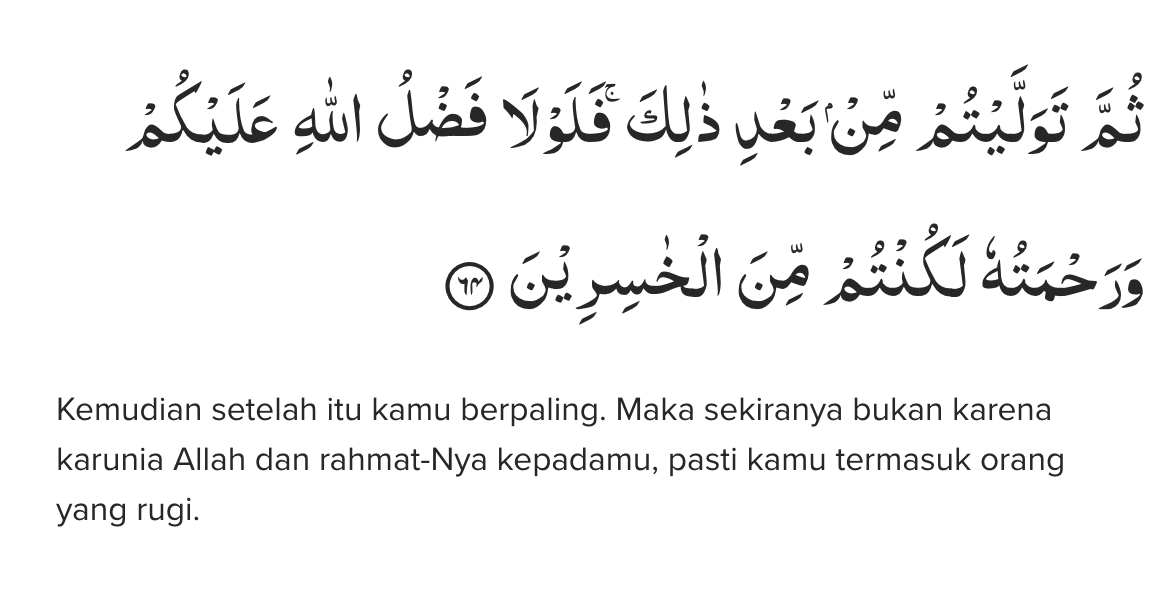 ثُمَّ تَوَلَّيْتُمْ مِّنْۢ بَعْدِ ذٰلِكَ ۚ فَلَوْلَا فَضْلُ اللّٰهِ عَلَيْكُمْ
وَرَحْمَتُهٗ لَكُنْتُمْ مِّنَ الْخٰسِرِيْنَ ٦٤
Kemudian setelah itu kamu berpaling. Maka sekiranya bukan karena
karunia Allah dan rahmat-Nya kepadamu, pasti kamu termasuk orang
yang rugi.